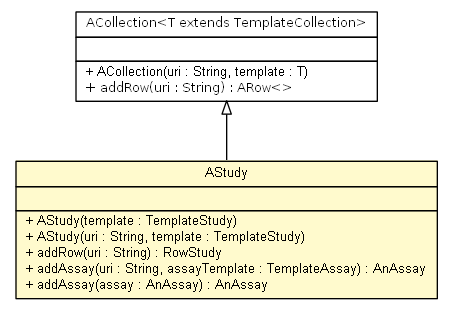 ACollection<T extends TemplateCollection>
+ ACollection(uri : String, template : T)
+ addRow(uri : String) : ARow<>
AStudy
+ AStudy(template : TemplateStudy)
+ AStudy(uri : String, template : TemplateStudy)
+ addRow(uri : String) : RowStudy
+ addAssay(uri : String, assayTemplate : TemplateAssay) : AnAssay
+ addAssay(assay : AnAssay) : AnAssay